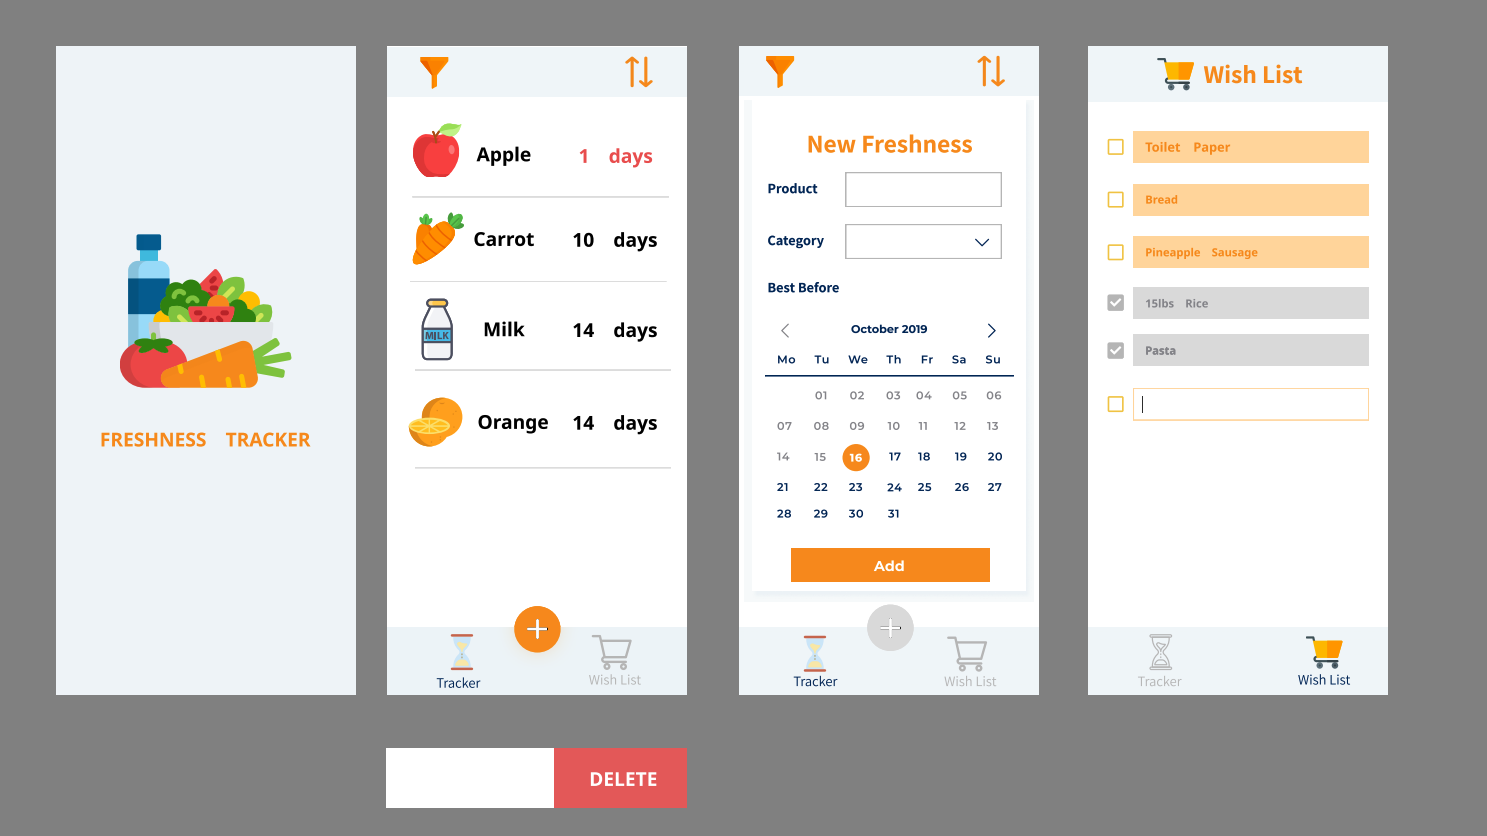 FRESHNESS TRACKER
Apple 1 days
Carrot 10 days
MILK
Milk 14 days
Orange 14 days
Tracker
Wish List
DELETE
New Freshness
Product
Category
Best Before
October 2019
Mo Tu We Th Fr Sa Su
01 02 03 04 05 06
07 08 09 10 11 12 13
14 15 16 17 18 19 20
21 22 23 24 25 26 27
28 29 30 31
Add
Tracker
Wish List
Wish List
Toilet Paper
Bread
Pineapple Sausage
15lbs Rice
Pasta
Tracker
Wish List